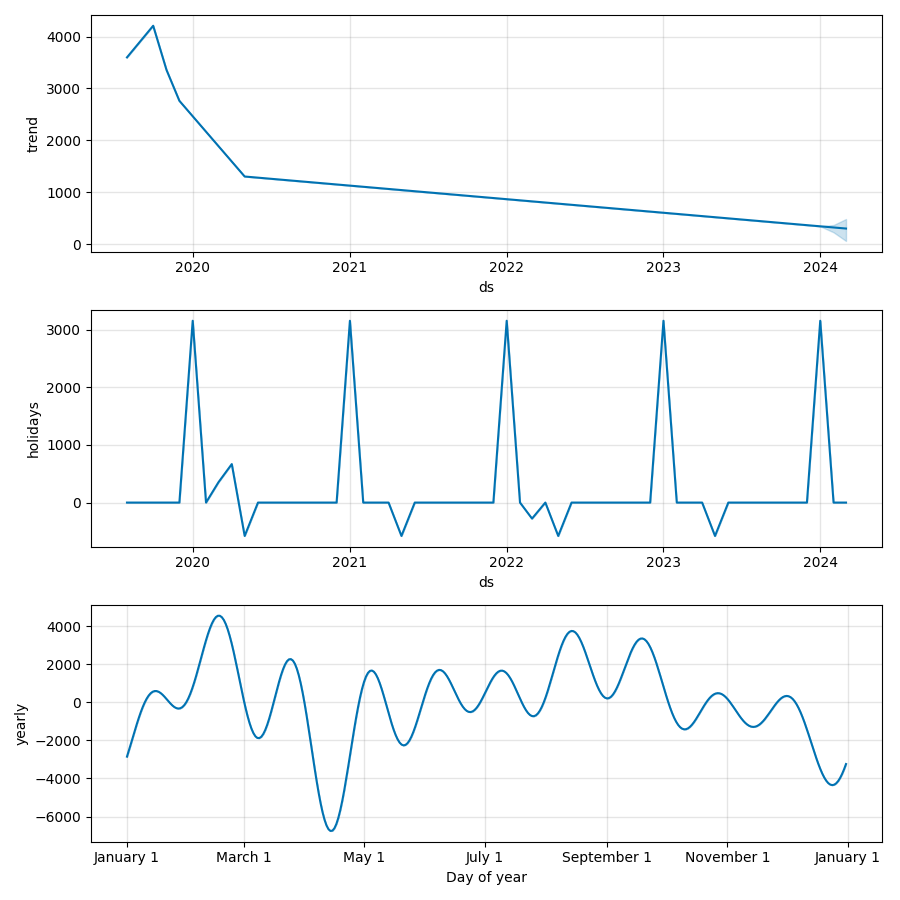 4000
3000
2000
1000
0
trend
2020 2021 2022 2023 2024
ds
3000
2000
1000
0
holidays
2020 2021 2022 2023 2024
ds
4000
2000
0
−2000
−4000
−6000
yearly
January 1 March 1 May 1 July 1 September 1 November 1 January 1
Day of year